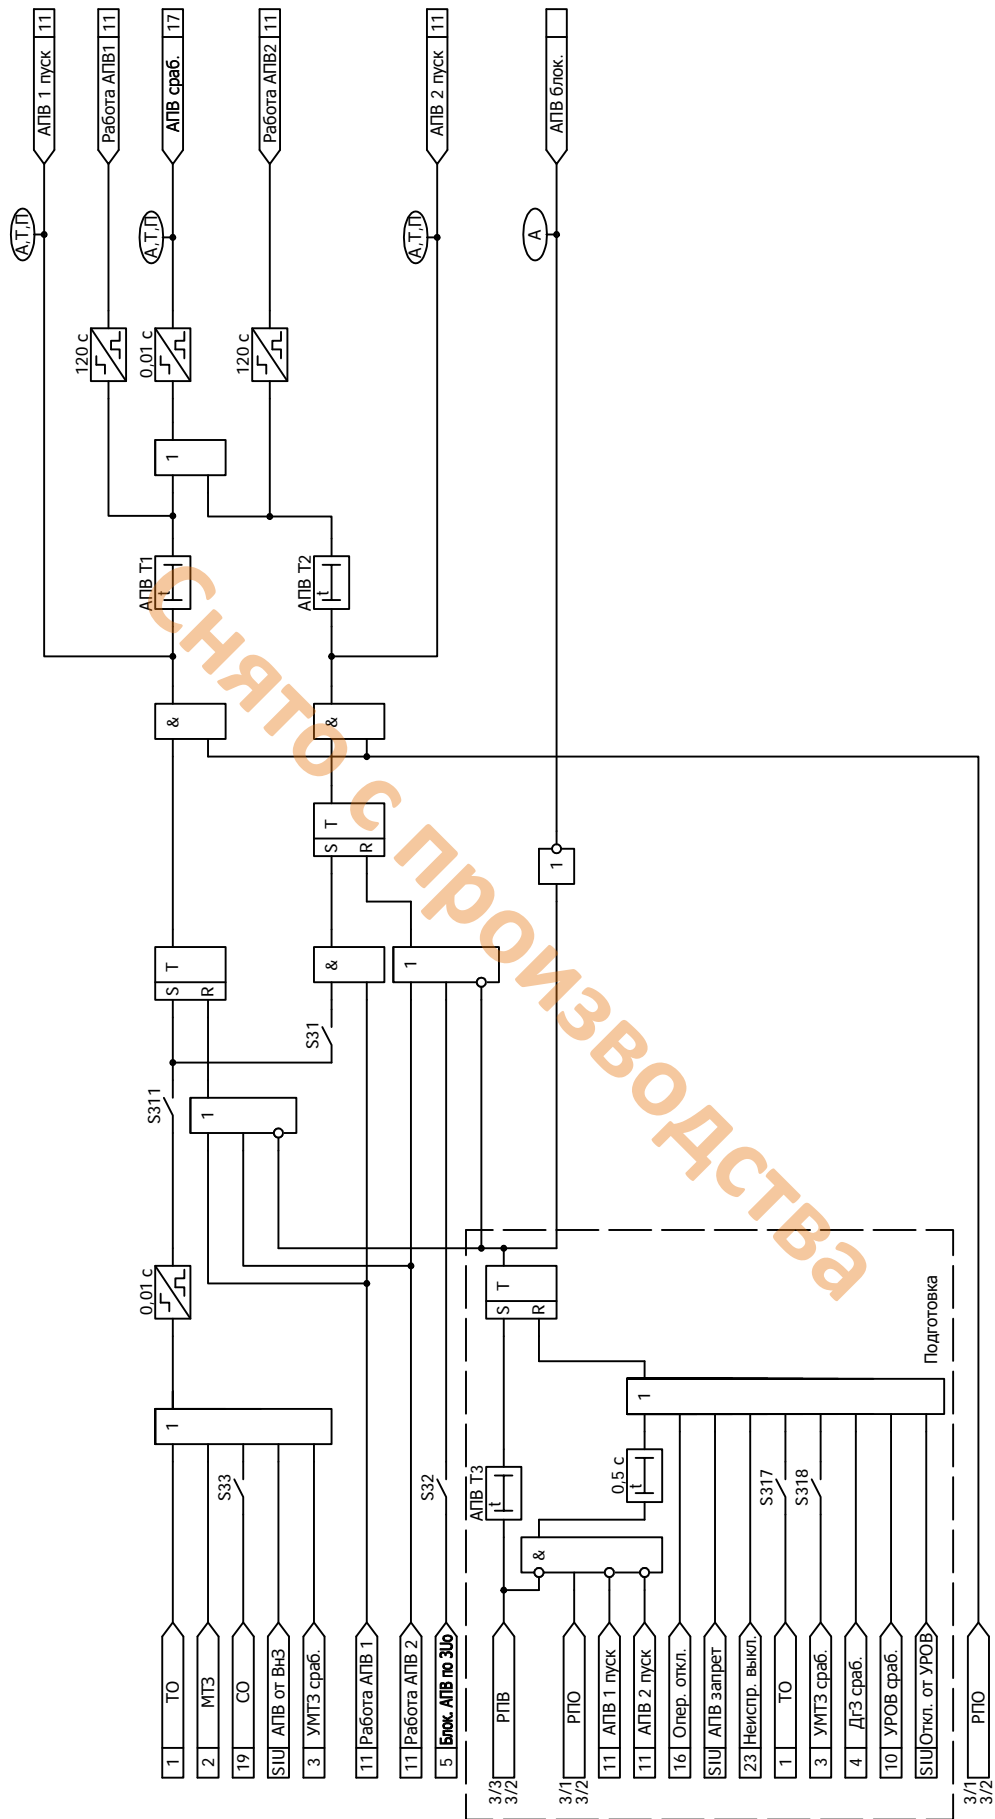 АПВ 1 пуск 11
Работа АПВ1 11
АПВ сраб. 17
Работа АПВ2 11
АПВ 2 пуск 11
АПВ блок.
А,Т,П
А,Т,П
А,Т,П
А
120 с
0,01 с
120 с
1
АПВ Т1
t
АПВ Т2
t
&
&
S T
R
1
S T
R
&
1
S31
S311
1
0,01 с
S T
R
Подготовка
1
1
S33
S32
АПВ Т3
t
0,5 с
t
S317
S318
&
1 ТО
2 МТЗ
19 СО
SIU АПВ от ВнЗ
3 УМТЗ сраб.
11 Работа АПВ 1
11 Работа АПВ 2
5 Блок. АПВ по 3Uо
3/3
3/2
РПВ
3/1
3/2
РПО
11 АПВ 1 пуск
11 АПВ 2 пуск
16 Опер. откл.
SIU АПВ запрет
23 Неиспр. выкл.
1 ТО
3 УМТЗ сраб.
4 ДгЗ сраб.
10 УРОВ сраб.
SIU Откл. от УРОВ
3/1
3/2
РПО
Снято с производства